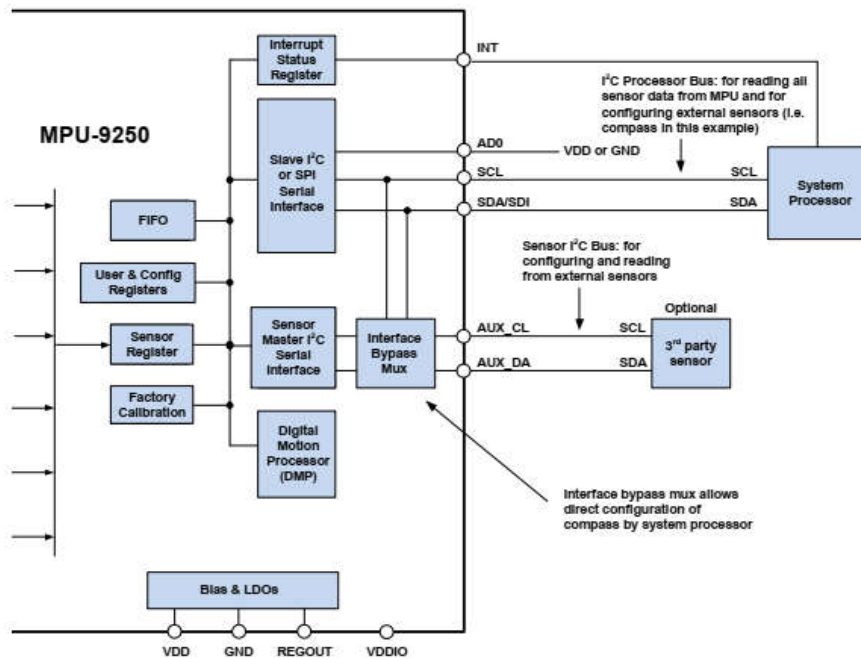 Interrupt
Status
Register
INT
I²C Processor Bus: for reading all
sensor data from MPU and for
configuring external sensors (i.e.
compass in this example)
MPU-9250
Slave I²C
or SPI
Serial
Interface
AD0
VDD or GND
SCL
SCL
SDA/SDI
SDA
System
Processor
FIFO
User & Config
Registers
Sensor I²C Bus: for
configuring and reading
from external sensors
Sensor
Register
Sensor
Master I²C
Serial
Interface
Interface
Bypass
Mux
AUX_CL
SCL
AUX_DA
SDA
Optional
3rd party
sensor
Factory
Calibration
Digital
Motion
Processor
(DMP)
Interface bypass mux allows
direct configuration of
compass by system processor
Bias & LDOs
VDD
GND
REGOUT
VDDIO